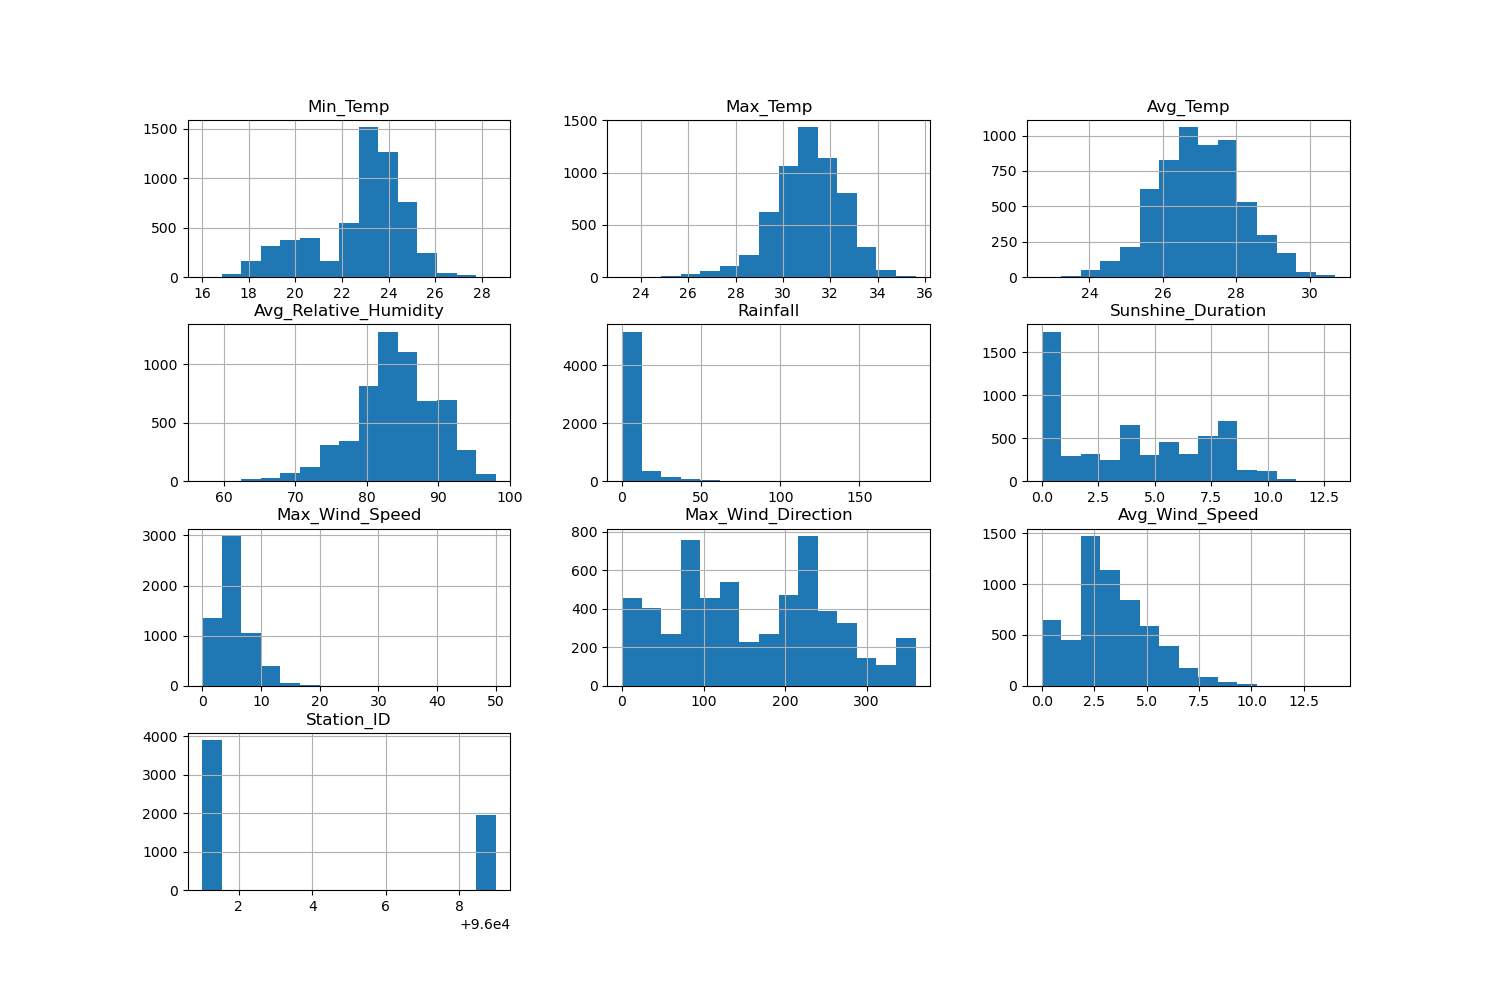 Min_Temp
1500
1000
500
0
16 18 20 22 24 26 28
Max_Temp
1500
1000
500
0
24 26 28 30 32 34 36
Avg_Temp
1000
750
500
250
0
24 26 28 30
Avg_Relative_Humidity
1000
500
0
60 70 80 90 100
Rainfall
4000
2000
0
0 50 100 150
Sunshine_Duration
1500
1000
500
0
0.0 2.5 5.0 7.5 10.0 12.5
Max_Wind_Speed
3000
2000
1000
0
0 10 20 30 40 50
Max_Wind_Direction
800
600
400
200
0
0 100 200 300
Avg_Wind_Speed
1500
1000
500
0
0.0 2.5 5.0 7.5 10.0 12.5
Station_ID
4000
3000
2000
1000
0
2 4 6 8
+9.6e4